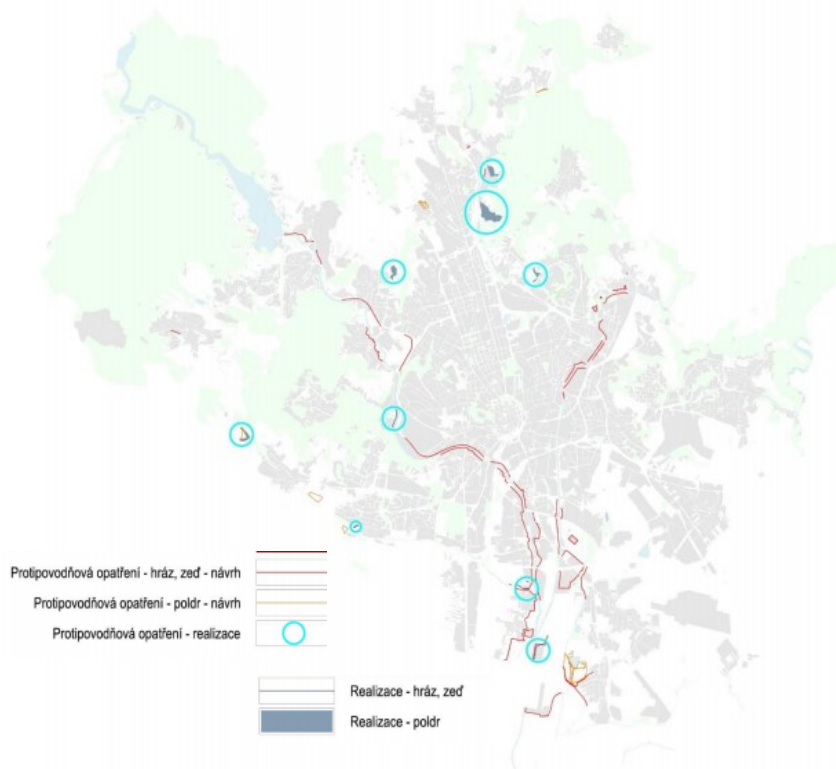 Protipovodňová opatření - hráz, zeď - návrh
Protipovodňová opatření - poldr - návrh
Protipovodňová opatření - realizace
Realizace - hráz, zeď
Realizace - poldr